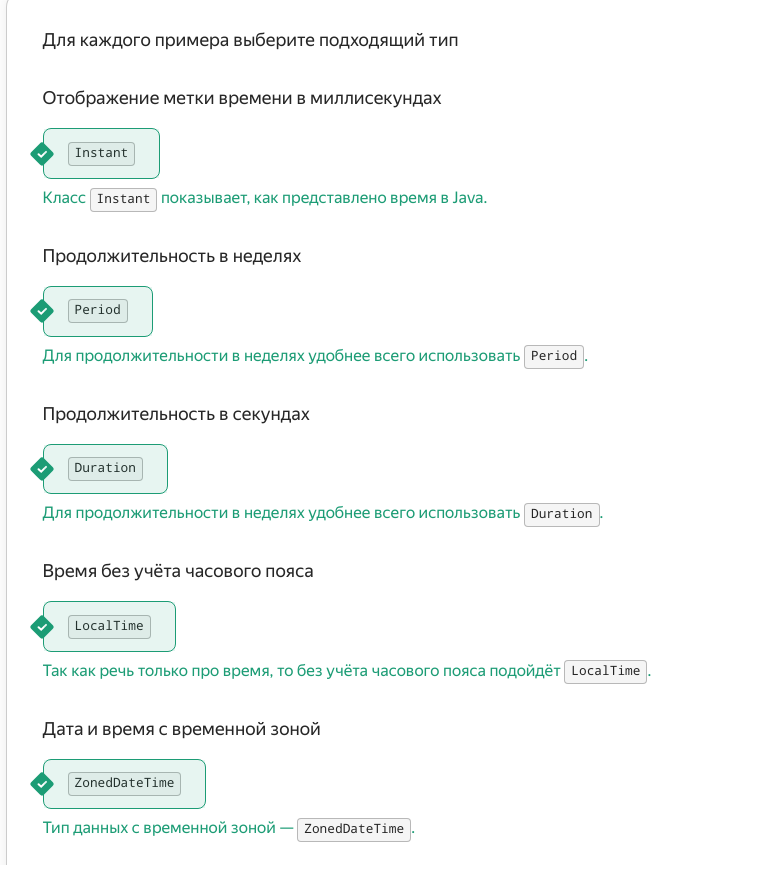 Для каждого примера выберите подходящий тип
Отображение метки времени в миллисекундах
Instant
Класс Instant показывает, как представлено время в Java.
Продолжительность в неделях
Period
Для продолжительности в неделях удобнее всего использовать Period.
Продолжительность в секундах
Duration
Для продолжительности в неделях удобнее всего использовать Duration.
Время без учёта часового пояса
LocalTime
Так как речь только про время, то без учёта часового пояса подойдёт LocalTime.
Дата и время с временной зоной
ZonedDateTime
Тип данных с временной зоной — ZonedDateTime.